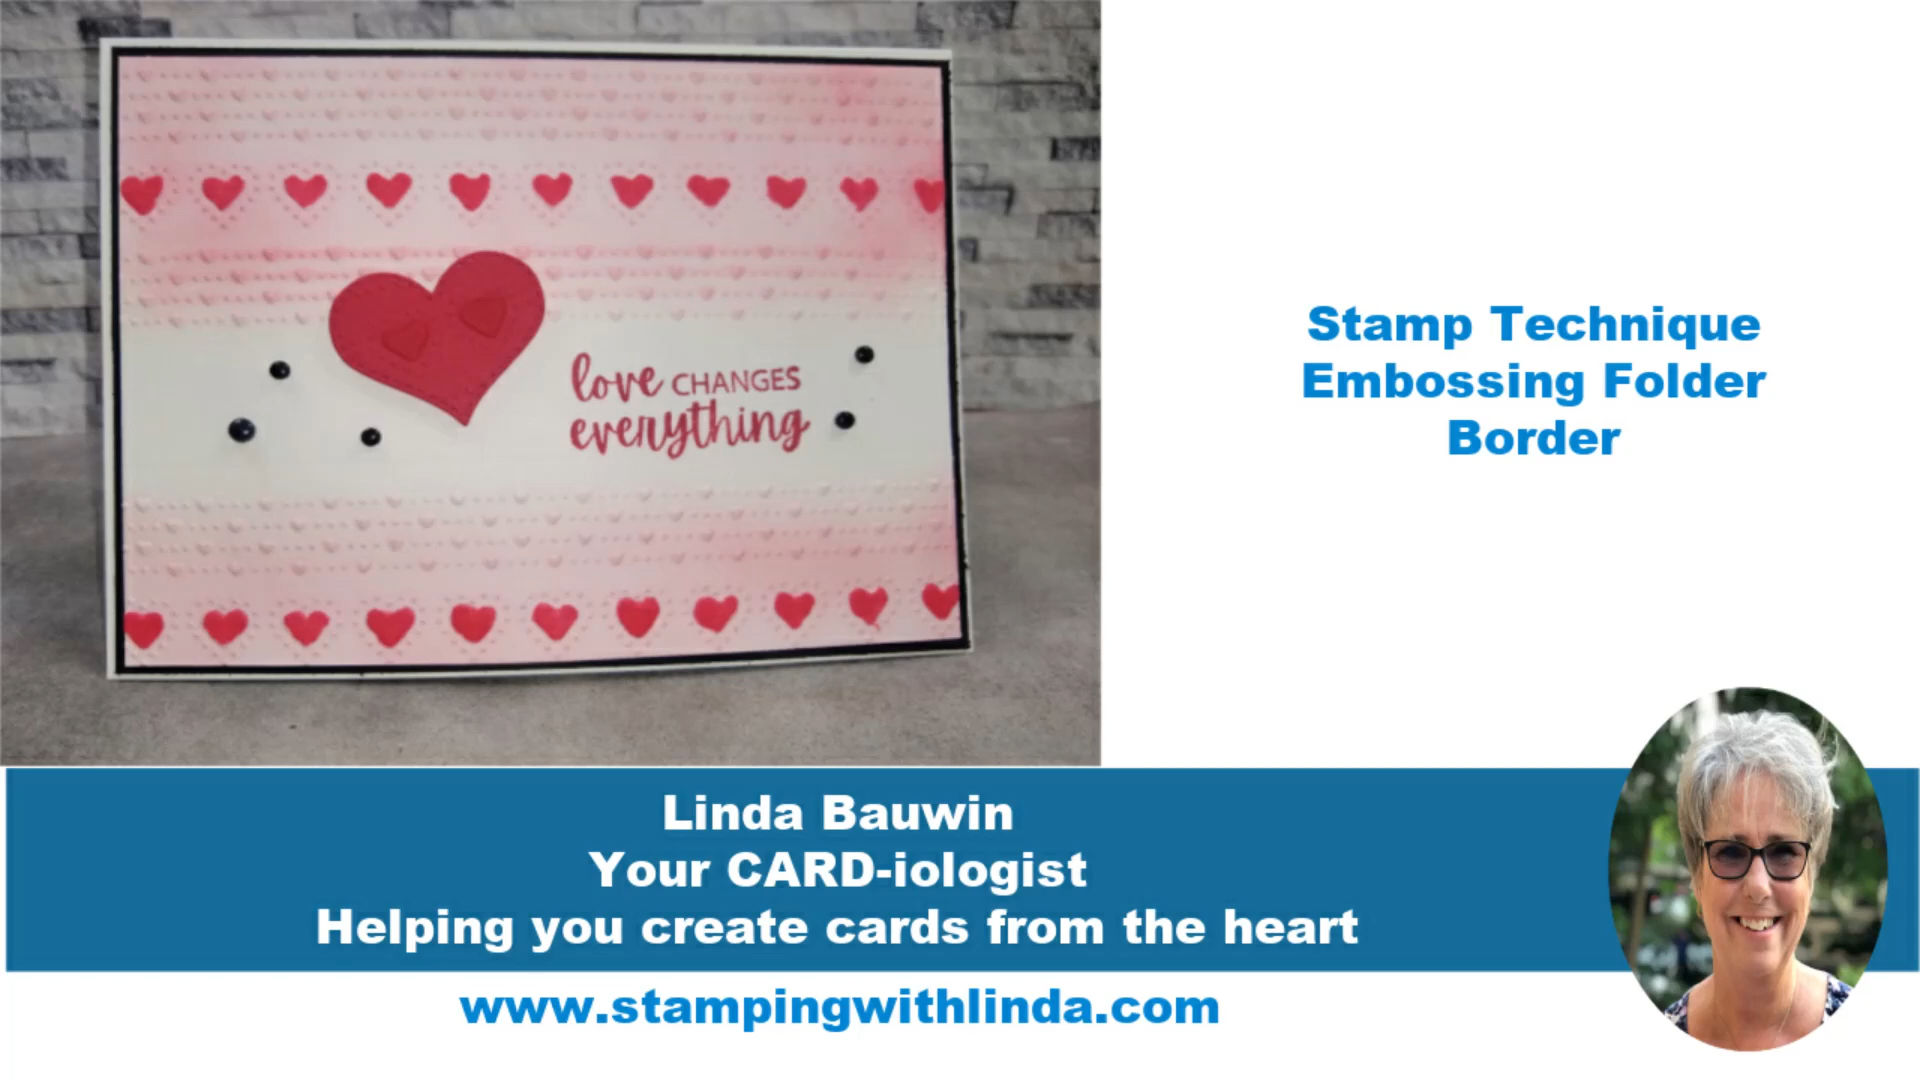 love CHANGES
everything
Stamp Technique
Embossing Folder
Border
Linda Bauwin
Your CARD-iologist
Helping you create cards from the heart
www.stampingwithlinda.com